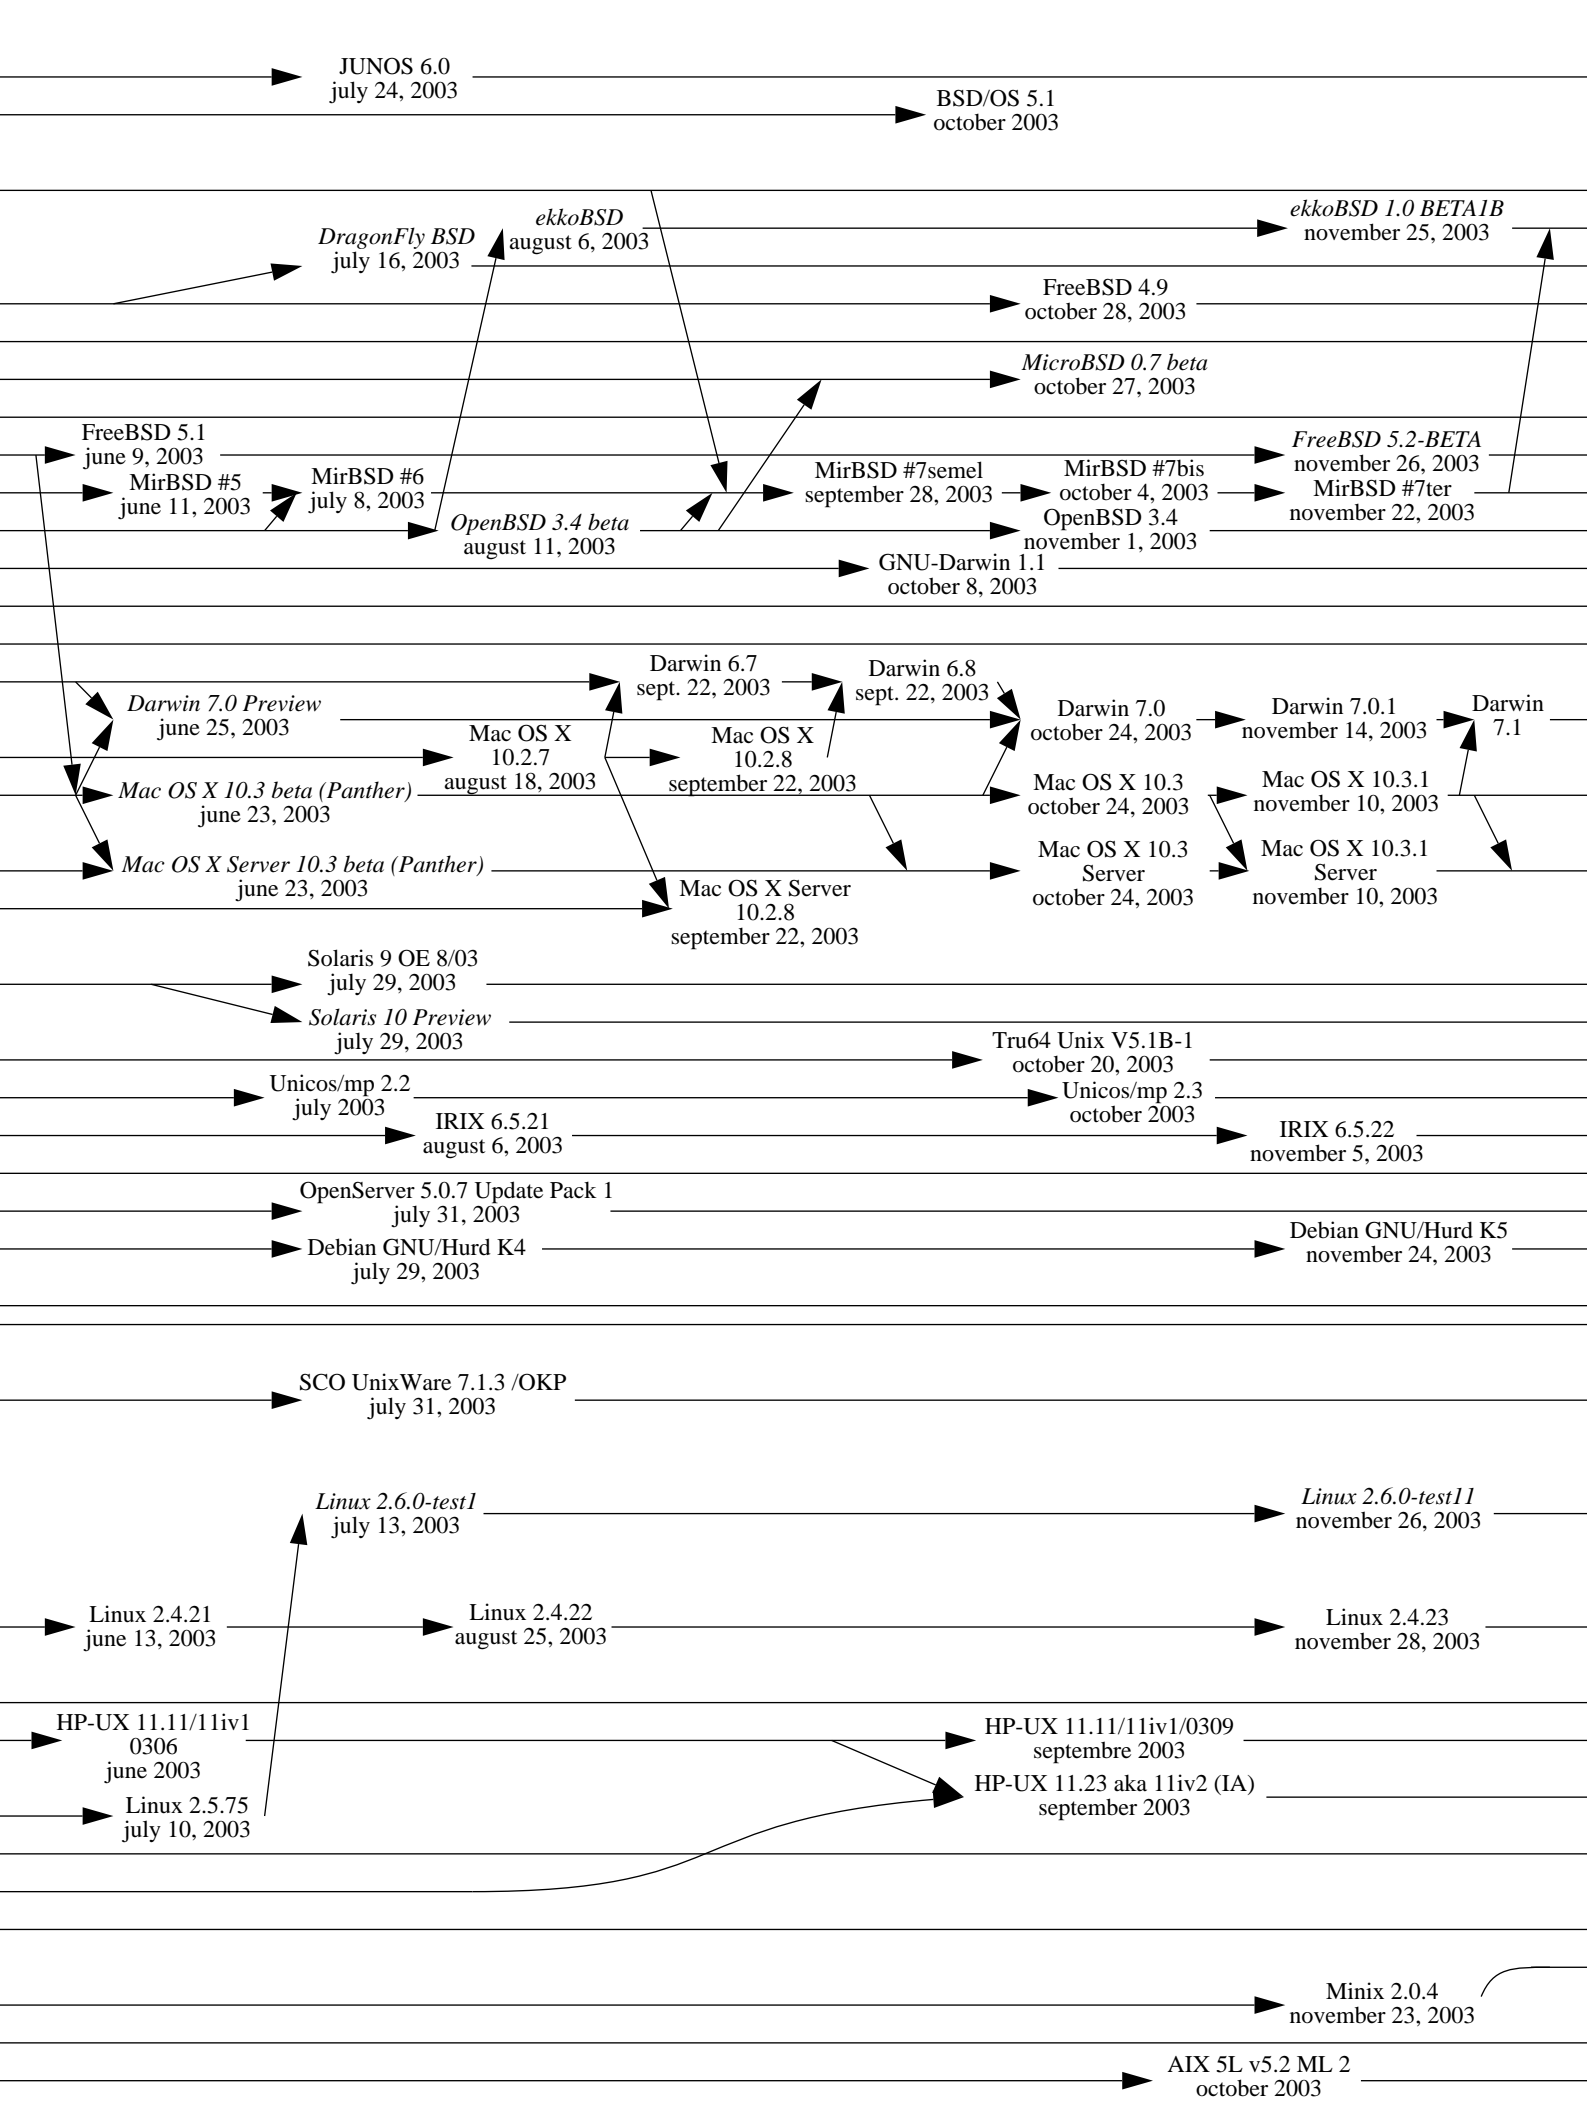 JUNOS 6.0
july 24, 2003
BSD/OS 5.1
october 2003
ekkoBSD
august 6, 2003
ekkoBSD 1.0 BETA1B
november 25, 2003
DragonFly BSD
july 16, 2003
FreeBSD 4.9
october 28, 2003
MicroBSD 0.7 beta
october 27, 2003
FreeBSD 5.1
june 9, 2003
FreeBSD 5.2-BETA
november 26, 2003
MirBSD #5
june 11, 2003
MirBSD #6
july 8, 2003
MirBSD #7semel
september 28, 2003
MirBSD #7bis
october 4, 2003
MirBSD #7ter
november 22, 2003
OpenBSD 3.4 beta
august 11, 2003
OpenBSD 3.4
november 1, 2003
GNU-Darwin 1.1
october 8, 2003
Darwin 6.7
sept. 22, 2003
Darwin 6.8
sept. 22, 2003
Darwin 7.0 Preview
june 25, 2003
Darwin 7.0
october 24, 2003
Darwin 7.0.1
november 14, 2003
Darwin
7.1
Mac OS X
10.2.7
august 18, 2003
Mac OS X
10.2.8
september 22, 2003
Mac OS X 10.3 beta (Panther)
june 23, 2003
Mac OS X 10.3
october 24, 2003
Mac OS X 10.3.1
november 10, 2003
Mac OS X Server 10.3 beta (Panther)
june 23, 2003
Mac OS X 10.3
Server
october 24, 2003
Mac OS X 10.3.1
Server
november 10, 2003
Mac OS X Server
10.2.8
september 22, 2003
Solaris 9 OE 8/03
july 29, 2003
Solaris 10 Preview
july 29, 2003
Tru64 Unix V5.1B-1
october 20, 2003
Unicos/mp 2.2
july 2003
Unicos/mp 2.3
october 2003
IRIX 6.5.21
august 6, 2003
IRIX 6.5.22
november 5, 2003
OpenServer 5.0.7 Update Pack 1
july 31, 2003
Debian GNU/Hurd K4
july 29, 2003
Debian GNU/Hurd K5
november 24, 2003
SCO UnixWare 7.1.3 /OKP
july 31, 2003
Linux 2.6.0-test1
july 13, 2003
Linux 2.6.0-test11
november 26, 2003
Linux 2.4.21
june 13, 2003
Linux 2.4.22
august 25, 2003
Linux 2.4.23
november 28, 2003
HP-UX 11.11/11iv1
0306
june 2003
HP-UX 11.11/11iv1/0309
septembre 2003
HP-UX 11.23 aka 11iv2 (IA)
september 2003
Linux 2.5.75
july 10, 2003
Minix 2.0.4
november 23, 2003
AIX 5L v5.2 ML 2
october 2003